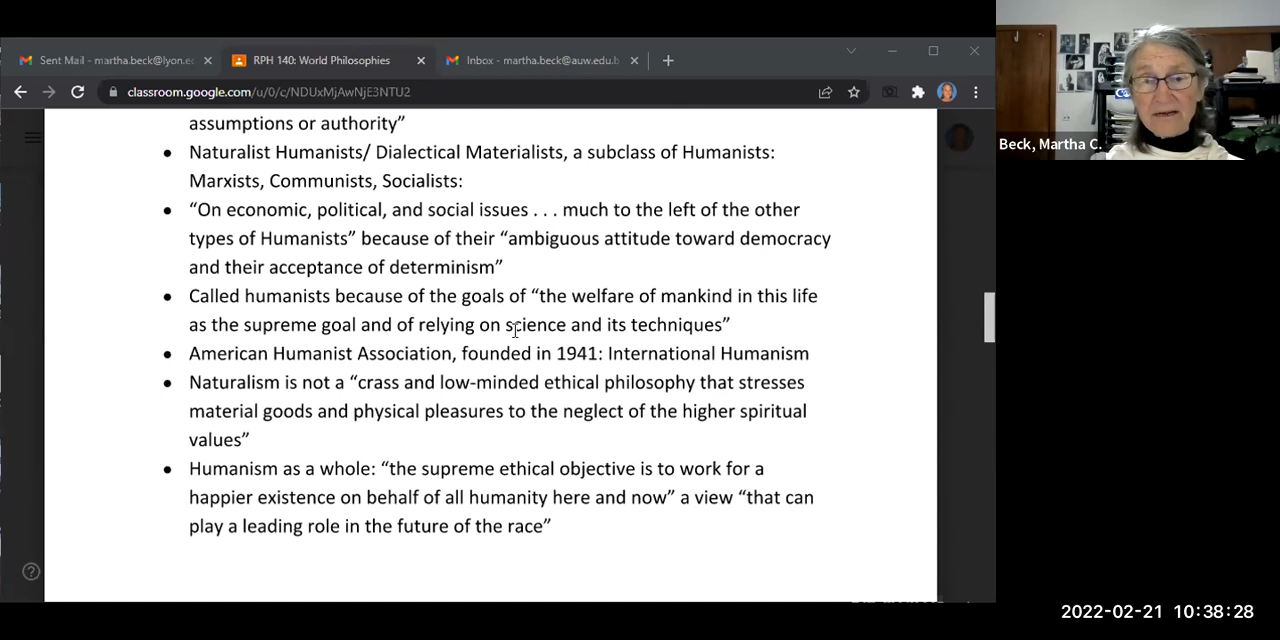 Sent Mail - martha.beck@lyon.e
RPH 140: World Philosophies
Inbox - martha.beck@auw.edu.b
classroom.google.com/u/0/c/NDUxMjAwNjE3NTU2
assumptions or authority”
• Naturalist Humanists/ Dialectical Materialists, a subclass of Humanists:
Marxists, Communists, Socialists:
• “On economic, political, and social issues . . . much to the left of the other
types of Humanists” because of their “ambiguous attitude toward democracy
and their acceptance of determinism”
• Called humanists because of the goals of “the welfare of mankind in this life
as the supreme goal and of relying on science and its techniques”
• American Humanist Association, founded in 1941: International Humanism
• Naturalism is not a “crass and low-minded ethical philosophy that stresses
material goods and physical pleasures to the neglect of the higher spiritual
values”
• Humanism as a whole: “the supreme ethical objective is to work for a
happier existence on behalf of all humanity here and now” a view “that can
play a leading role in the future of the race”
Beck, Martha C.
2022-02-21 10:38:28